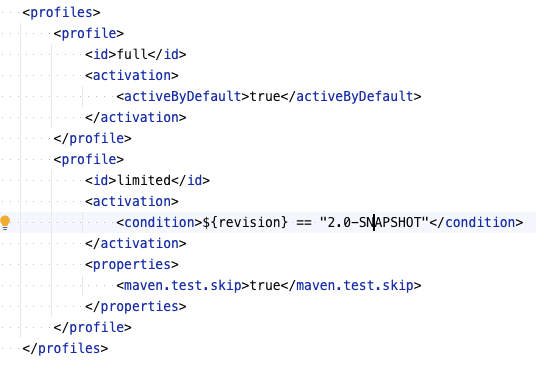 <profiles>
<profile>
<id>full</id>
<activation>
<activeByDefault>true</activeByDefault>
</activation>
</profile>
<profile>
<id>limited</id>
<activation>
<condition>${revision} == "2.0-SNAPSHOT"</condition>
</activation>
<properties>
<maven.test.skip>true</maven.test.skip>
</properties>
</profile>
</profiles>